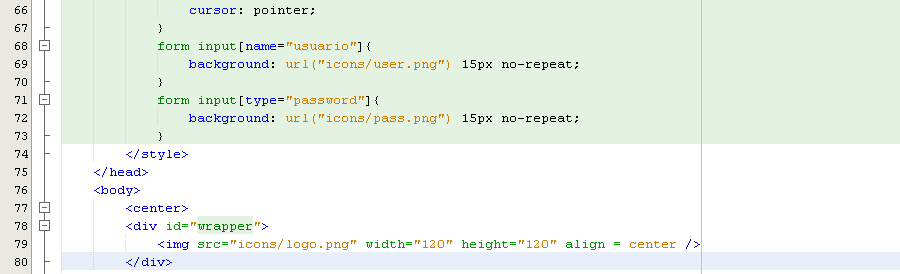 66 cursor: pointer;
67 }
68 form input[name="usuario"]{
69 background: url("icons/user.png") 15px no-repeat;
70 }
71 form input[type="password"]{
72 background: url("icons/pass.png") 15px no-repeat;
73 }
74 </style>
75 </head>
76 <body>
77 <center>
78 <div id="wrapper">
79 <img src="icons/logo.png" width="120" height="120" align = center />
80 </div>